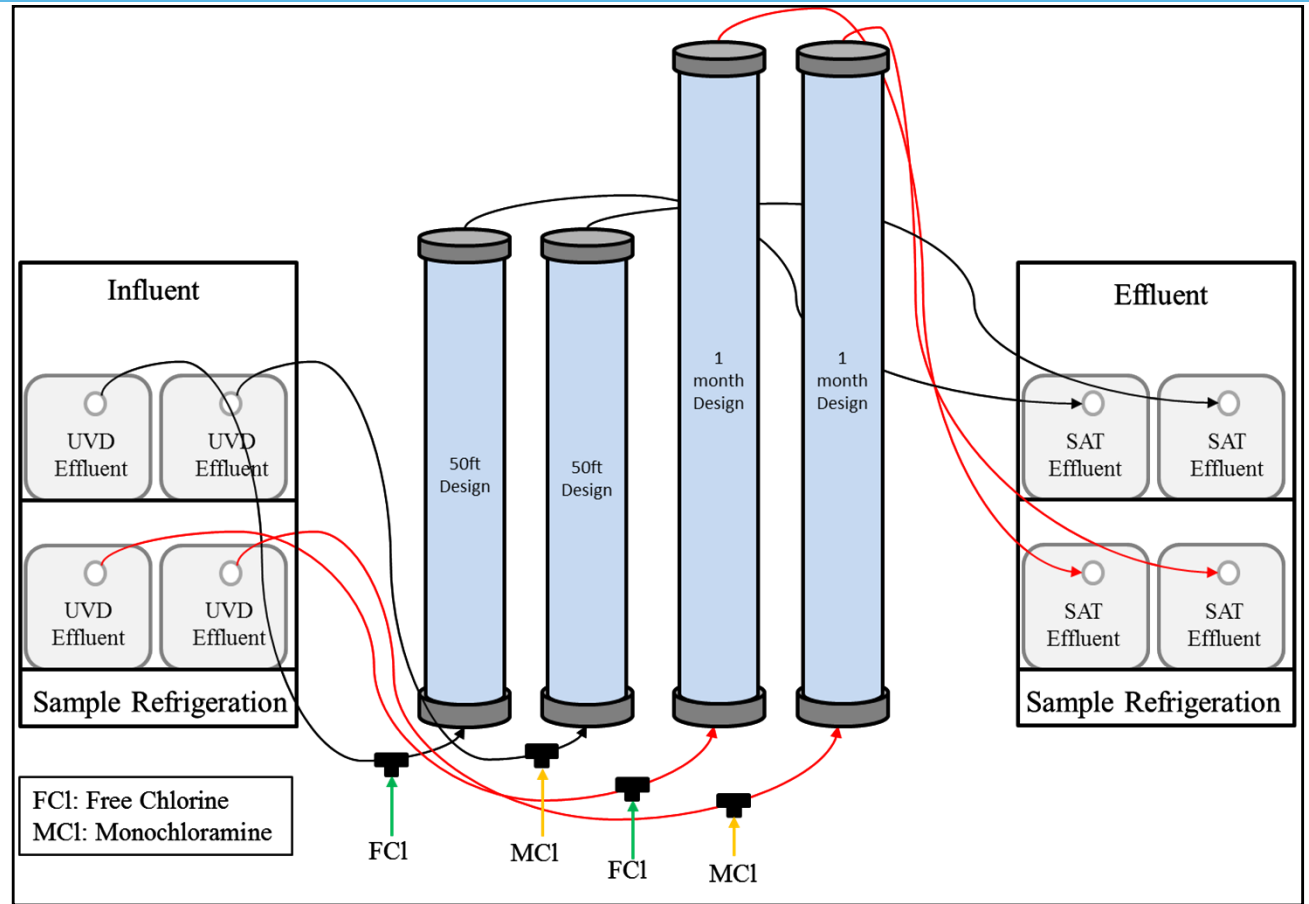 Influent
UVD
Effluent
UVD
Effluent
UVD
Effluent
UVD
Effluent
Sample Refrigeration
FCl: Free Chlorine
MCl: Monochloramine
50ft
Design
50ft
Design
1
month
Design
1
month
Design
FCl
MCl
FCl
MCl
Effluent
SAT
Effluent
SAT
Effluent
SAT
Effluent
SAT
Effluent
Sample Refrigeration